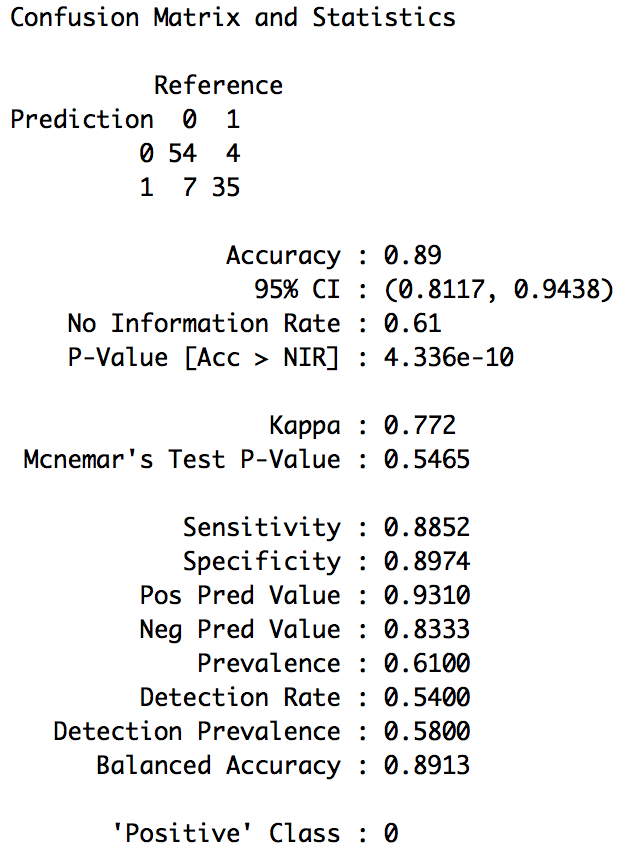 Confusion Matrix and Statistics
Reference
Prediction 0 1
0 54 4
1 7 35
Accuracy : 0.89
95% CI : (0.8117, 0.9438)
No Information Rate : 0.61
P-Value [Acc > NIR] : 4.336e-10
Kappa : 0.772
Mcnemar's Test P-Value : 0.5465
Sensitivity : 0.8852
Specificity : 0.8974
Pos Pred Value : 0.9310
Neg Pred Value : 0.8333
Prevalence : 0.6100
Detection Rate : 0.5400
Detection Prevalence : 0.5800
Balanced Accuracy : 0.8913
'Positive' Class : 0